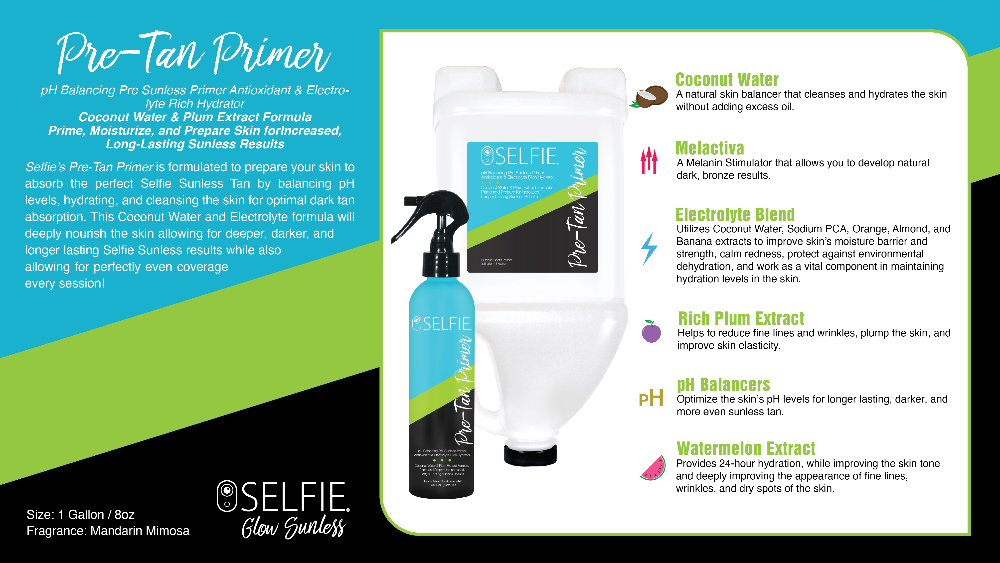 Pre-Tan Primer
pH Balancing Pre Sunless Primer Antioxidant & Electro-
lyte Rich Hydrator
Coconut Water & Plum Extract Formula
Prime, Moisturize, and Prepare Skin forIncreased,
Long-Lasting Sunless Results
Selfie’s Pre-Tan Primer is formulated to prepare your skin to
absorb the perfect Selfie Sunless Tan by balancing pH
levels, hydrating, and cleansing the skin for optimal dark tan
absorption. This Coconut Water and Electrolyte formula will
deeply nourish the skin allowing for deeper, darker, and
longer lasting Selfie Sunless results while also
allowing for perfectly even coverage
every session!
Size: 1 Gallon / 8oz
Fragrance: Mandarin Mimosa
SELFIE®
Glow Sunless
SELFIE®
pH Balancing Pre Sunless Primer
Antioxidant & Electrolyte Rich Hydrator
Coconut Water & Plum Extract Formula
Prime and Prepare for increased,
Longer Lasting Sunless Results
Sunless Booth Primer
3.8 Liter / 1 Gallon
Pre-Tan Primer
SELFIE®
Pre-Tan Primer
pH Balancing Pre Sunless Primer
Antioxidant & Electrolyte Rich Hydrator
Coconut Water & Plum Extract Formula
Prime and Prepare for increased,
Longer Lasting Sunless Results
Sunless Primer / Apprêt sans soleil
8 US fl. oz. (237mL) ℮
Coconut Water
A natural skin balancer that cleanses and hydrates the skin
without adding excess oil.
Melactiva
A Melanin Stimulator that allows you to develop natural
dark, bronze results.
Electrolyte Blend
Utilizes Coconut Water, Sodium PCA, Orange, Almond, and
Banana extracts to improve skin’s moisture barrier and
strength, calm redness, protect against environmental
dehydration, and work as a vital component in maintaining
hydration levels in the skin.
Rich Plum Extract
Helps to reduce fine lines and wrinkles, plump the skin, and
improve skin elasticity.
pH
pH Balancers
Optimize the skin’s pH levels for longer lasting, darker, and
more even sunless tan.
Watermelon Extract
Provides 24-hour hydration, while improving the skin tone
and deeply improving the appearance of fine lines,
wrinkles, and dry spots of the skin.